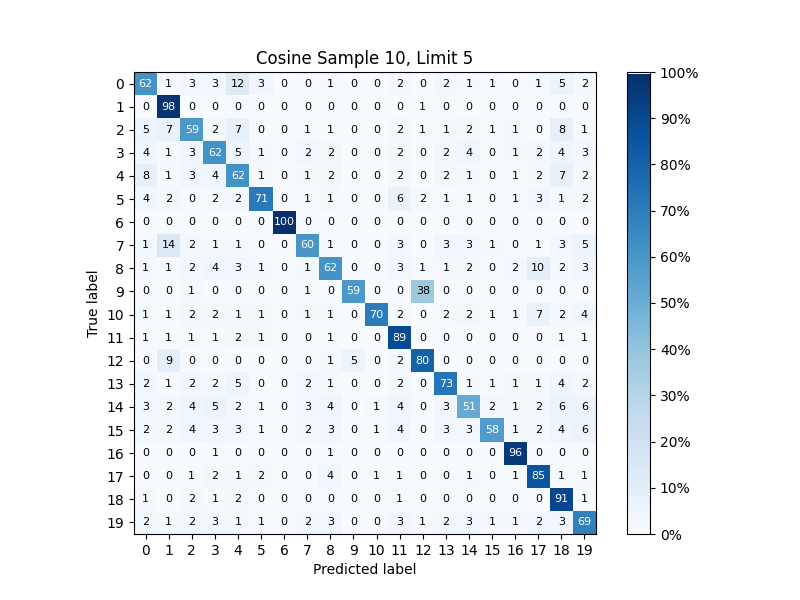 Cosine Sample 10, Limit 5
True label
0 62 1 3 3 12 3 0 0 1 0 0 2 0 2 1 1 0 1 5 2
1 0 98 0 0 0 0 0 0 0 0 0 0 1 0 0 0 0 0 0 0
2 5 7 59 2 7 0 0 1 1 0 0 2 1 1 2 1 1 0 8 1
3 4 1 3 62 5 1 0 2 2 0 0 2 0 2 4 0 1 2 4 3
4 8 1 3 4 62 1 0 1 2 0 0 2 0 2 1 0 1 2 7 2
5 4 2 0 2 2 71 0 1 1 0 0 6 2 1 1 0 1 3 1 2
6 0 0 0 0 0 0 100 0 0 0 0 0 0 0 0 0 0 0 0 0
7 1 14 2 1 1 0 0 60 1 0 0 3 0 3 3 1 0 1 3 5
8 1 1 2 4 3 1 0 1 62 0 0 3 1 1 2 0 2 10 2 3
9 0 0 1 0 0 0 0 1 0 59 0 0 38 0 0 0 0 0 0 0
10 1 1 2 2 1 1 0 1 1 0 70 2 0 2 2 1 1 7 2 4
11 1 1 1 1 2 1 0 0 1 0 0 89 0 0 0 0 0 0 1 1
12 0 9 0 0 0 0 0 0 1 5 0 2 80 0 0 0 0 0 0 0
13 2 1 2 2 5 0 0 2 1 0 0 2 0 73 1 1 1 1 4 2
14 3 2 4 5 2 1 0 3 4 0 1 4 0 3 51 2 1 2 6 6
15 2 2 4 3 3 1 0 2 3 0 1 4 0 3 3 58 1 2 4 6
16 0 0 0 1 0 0 0 0 1 0 0 0 0 0 0 0 96 0 0 0
17 0 0 1 2 1 2 0 0 4 0 1 1 0 0 1 0 1 85 1 1
18 1 0 2 1 2 0 0 0 0 0 0 1 0 0 0 0 0 0 91 1
19 2 1 2 3 1 1 0 2 3 0 0 3 1 2 3 1 1 2 3 69
0 1 2 3 4 5 6 7 8 9 10 11 12 13 14 15 16 17 18 19
Predicted label
100%
90%
80%
70%
60%
50%
40%
30%
20%
10%
0%